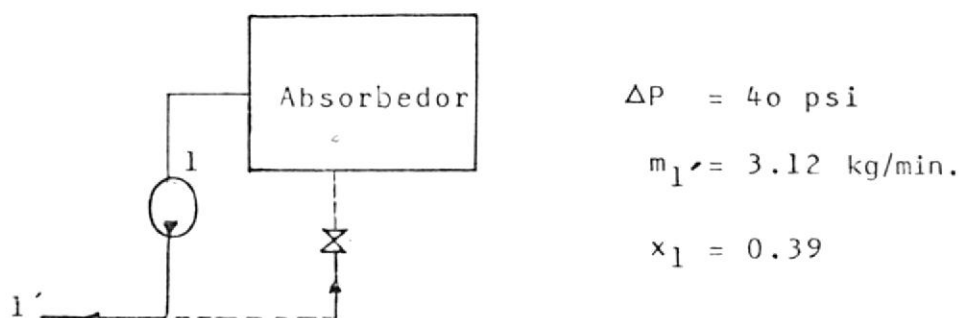 Absorbedor
1
1´
ΔP = 4o psi
m₁´= 3.12 kg/min.
x₁ = 0.39